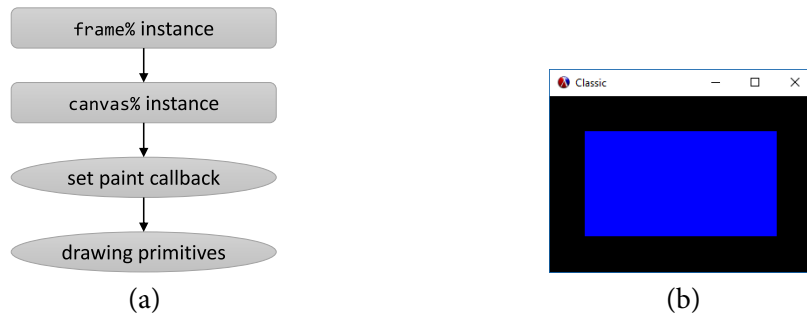 frame% instance
canvas% instance
set paint callback
drawing primitives
(a)
Classic
(b)